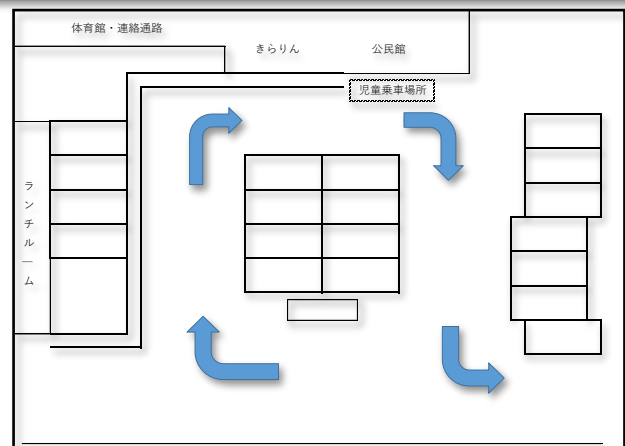 体育館・連絡通路
きらりん
公民館
児童乗車場所
ランチルーム